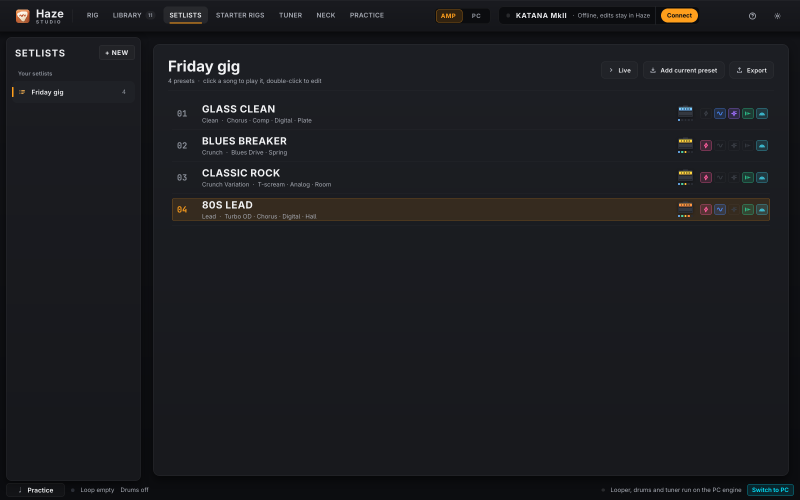 Haze
STUDIO
RIG
LIBRARY 11
SETLISTS
STARTER RIGS
TUNER
NECK
PRACTICE
AMP
PC
KATANA MkII · Offline, edits stay in Haze
Connect
SETLISTS
+ NEW
Your setlists
Friday gig 4
Friday gig
4 presets · click a song to play it, double-click to edit
Live
Add current preset
Export
01 GLASS CLEAN
Clean · Chorus · Comp · Digital · Plate
02 BLUES BREAKER
Crunch · Blues Drive · Spring
03 CLASSIC ROCK
Crunch Variation · T-scream · Analog · Room
04 80S LEAD
Lead · Turbo OD · Chorus · Digital · Hall
Practice
Loop empty
Drums off
Looper, drums and tuner run on the PC engine
Switch to PC